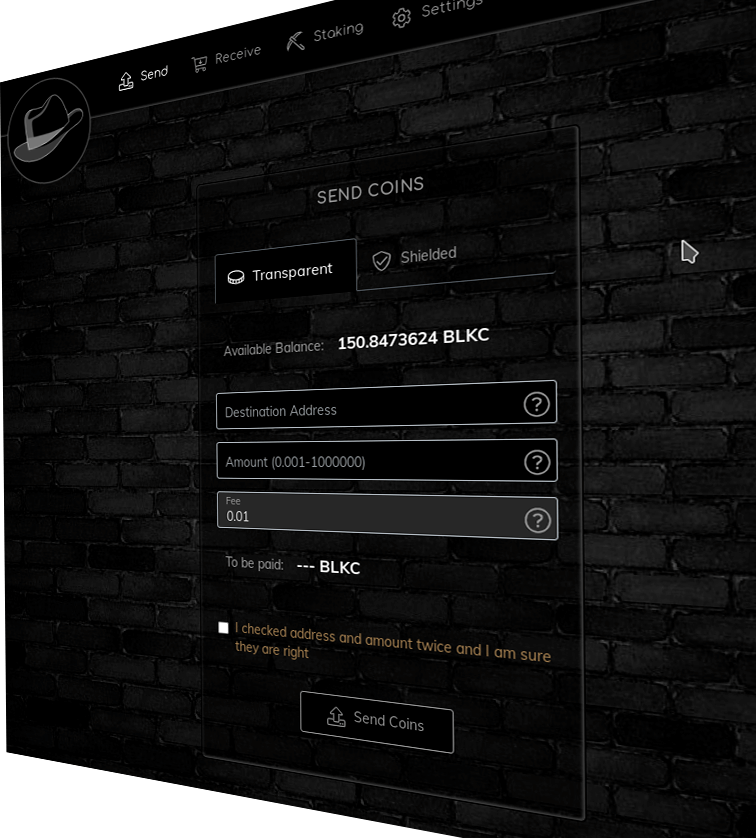 Send
Receive
Staking
Settings
SEND COINS
Transparent
Shielded
Available Balance: 150.8473624 BLKC
Destination Address ?
Amount (0.001-1000000) ?
Fee
0.01 ?
To be paid: --- BLKC
I checked address and amount twice and I am sure
they are right
Send Coins